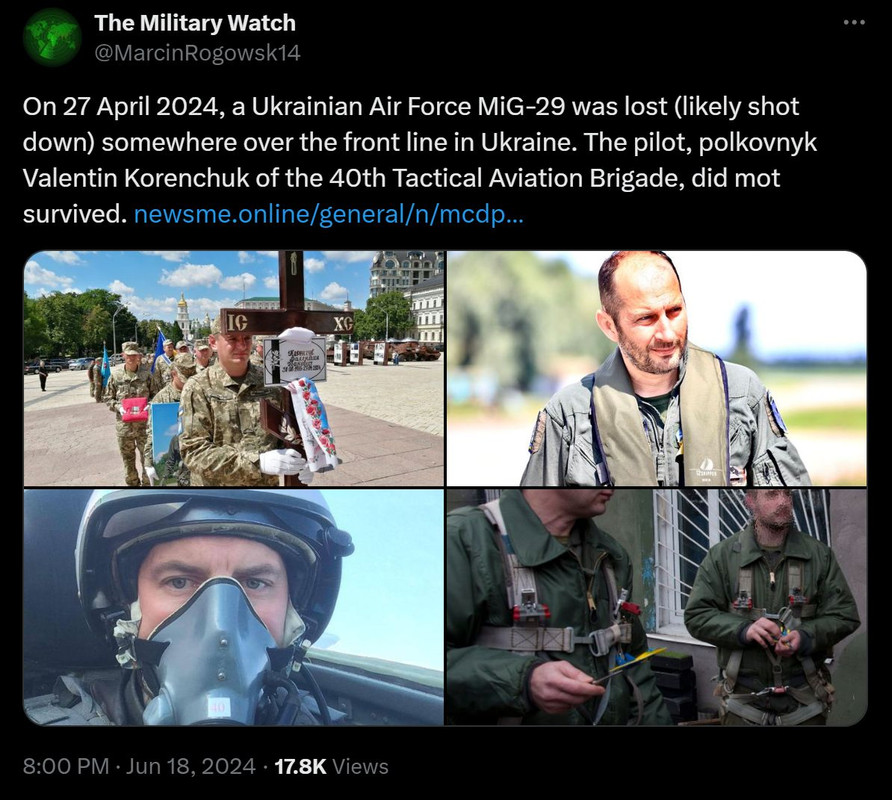 The Military Watch
@MarcinRogowsk14
On 27 April 2024, a Ukrainian Air Force MiG-29 was lost (likely shot
down) somewhere over the front line in Ukraine. The pilot, polkovnyk
Valentin Korenchuk of the 40th Tactical Aviation Brigade, did mot
survived. newsme.online/general/n/mcdp...
IG XG
40
8:00 PM · Jun 18, 2024 · 17.8K Views